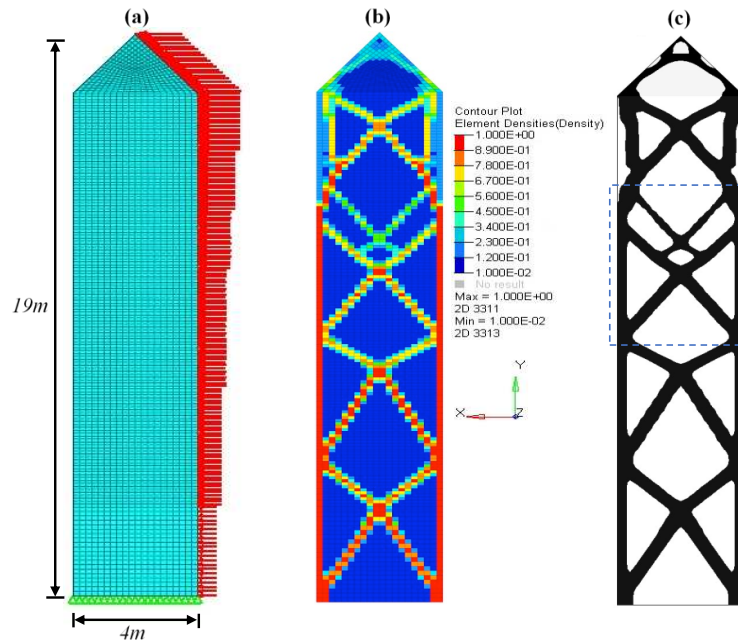 (a)
(b)
(c)
19m
4m
Contour Plot
Element Densities(Density)
1.000E+00
8.900E-01
7.800E-01
6.700E-01
5.600E-01
4.500E-01
3.400E-01
2.300E-01
1.200E-01
1.000E-02
No result
Max = 1.000E+00
2D 3311
Min = 1.000E-02
2D 3313
Y
X
Z